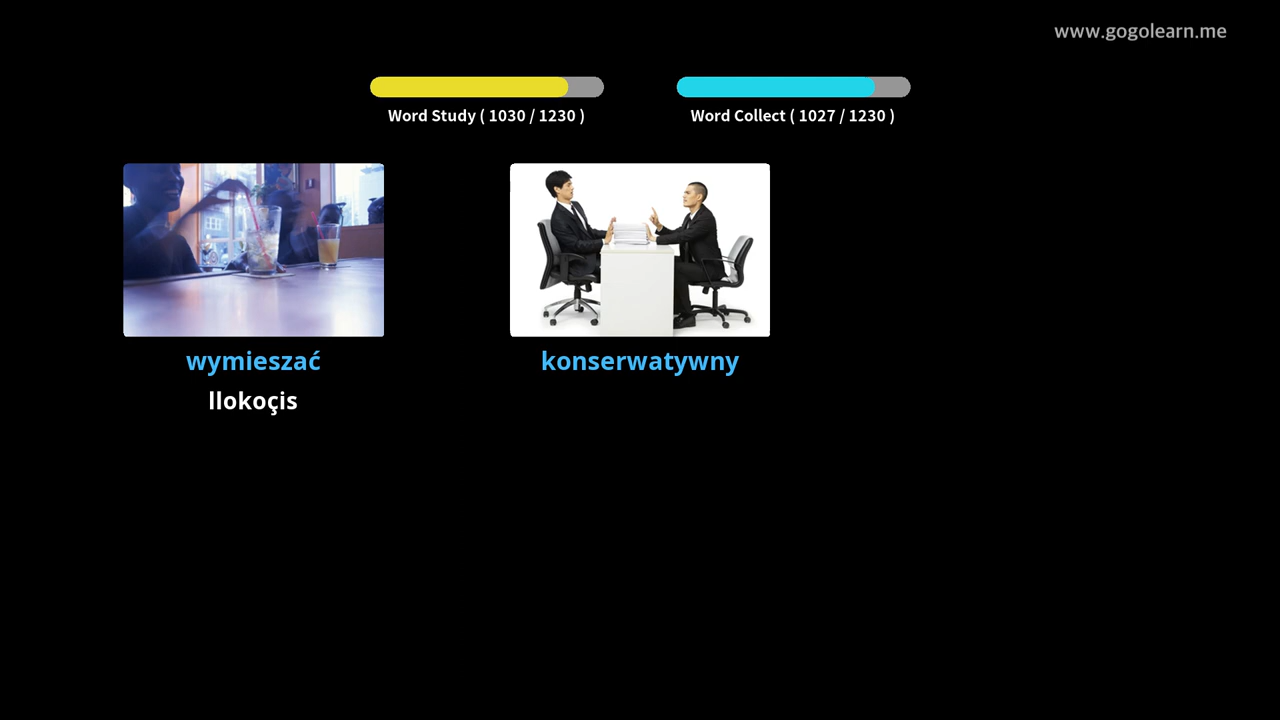 www.gogolearn.me
Word Study ( 1030 / 1230 )
Word Collect ( 1027 / 1230 )
wymieszać
konserwatywny
llokoçis